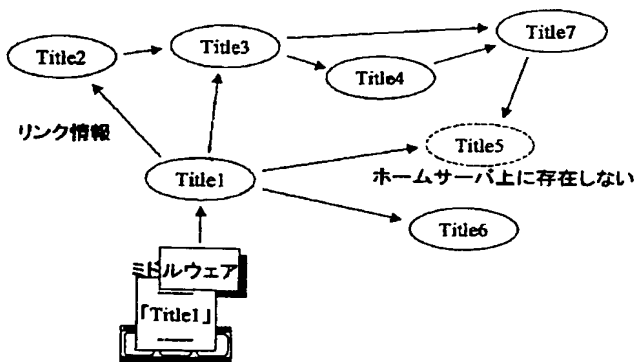 Title7
Title3
Title2
Title4
リンク情報
Title5
ホームサーバ上に存在しない
Title1
Title6
ミドルウェア
「Title1」